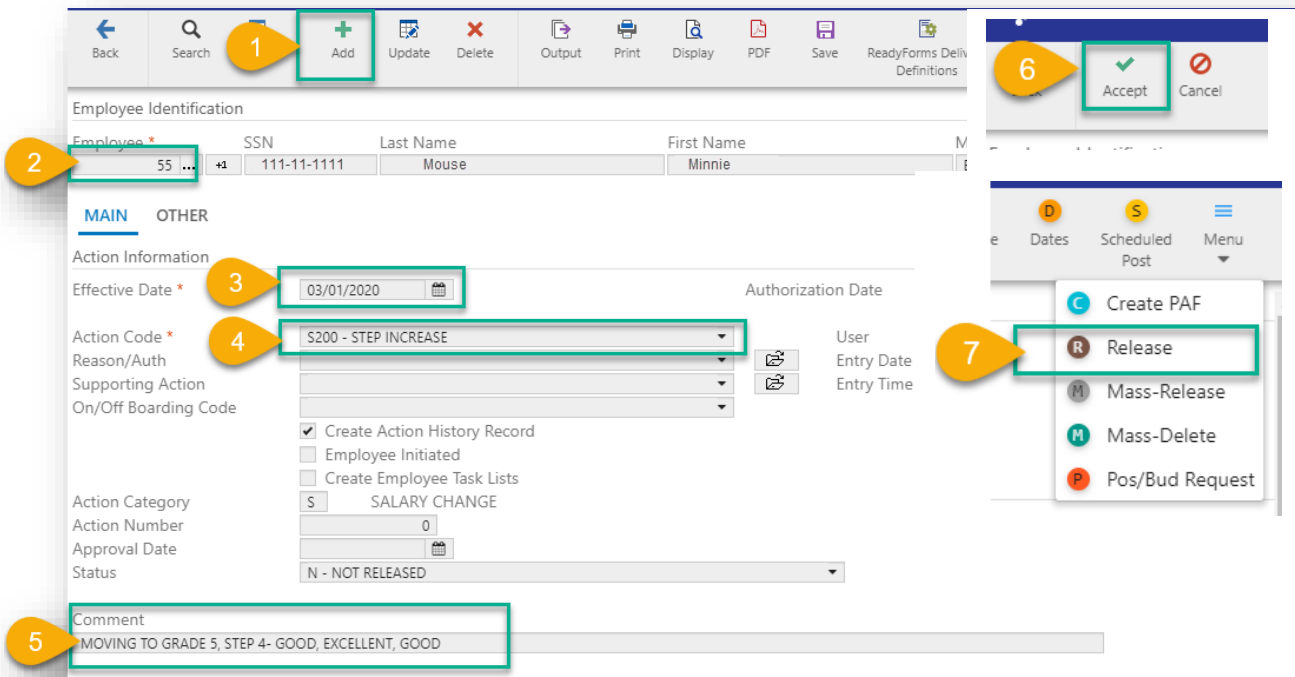 Back
Search
1
Add
Update
Delete
Output
Print
Display
PDF
Save
ReadyForms Deliv
Definitions
6
Accept
Cancel
Employee Identification
Employee *
SSN
Last Name
First Name
M
2
55 ...
+1
111-11-1111
Mouse
Minnie
MAIN
OTHER
Action Information
Effective Date *
3
03/01/2020
Authorization Date
Action Code *
4
S200 - STEP INCREASE
User
Reason/Auth
Entry Date
Supporting Action
Entry Time
On/Off Boarding Code
Create Action History Record
Employee Initiated
Create Employee Task Lists
Action Category
S
SALARY CHANGE
Action Number
0
Approval Date
Status
N - NOT RELEASED
Comment
5
MOVING TO GRADE 5, STEP 4- GOOD, EXCELLENT, GOOD
e
D
Dates
S
Scheduled
Post
Menu
C
Create PAF
7
R
Release
M
Mass-Release
M
Mass-Delete
P
Pos/Bud Request